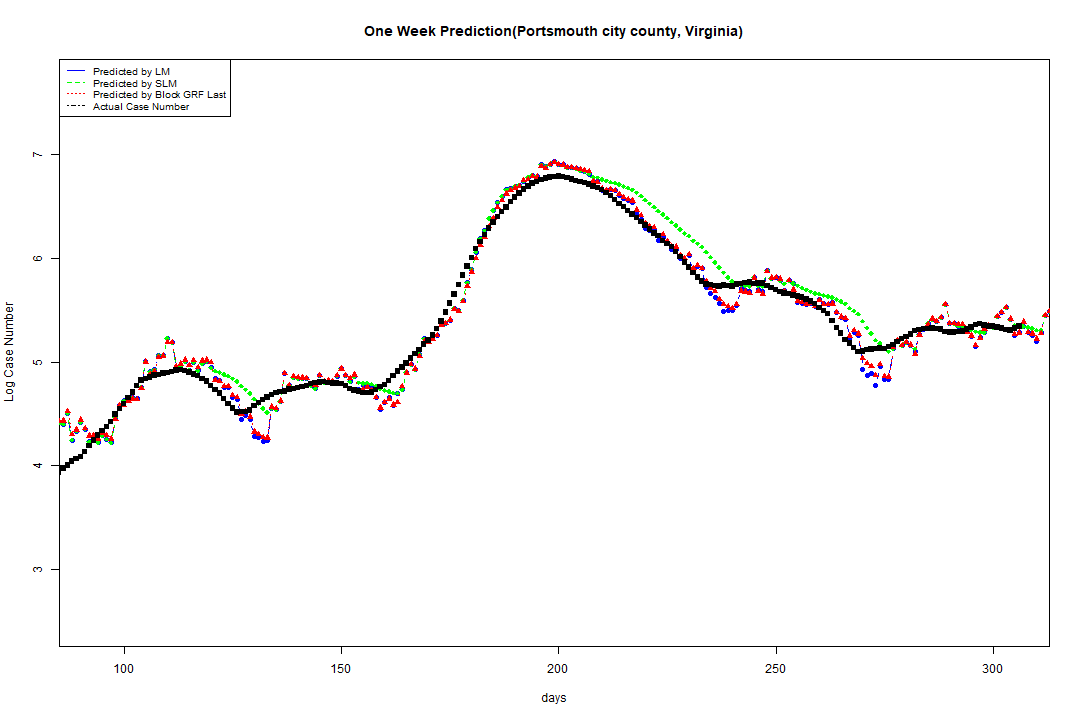 One Week Prediction(Portsmouth city county, Virginia)
Predicted by LM
Predicted by SLM
Predicted by Block GRF Last
Actual Case Number
Log Case Number
7
6
5
4
3
100 150 200 250 300
days